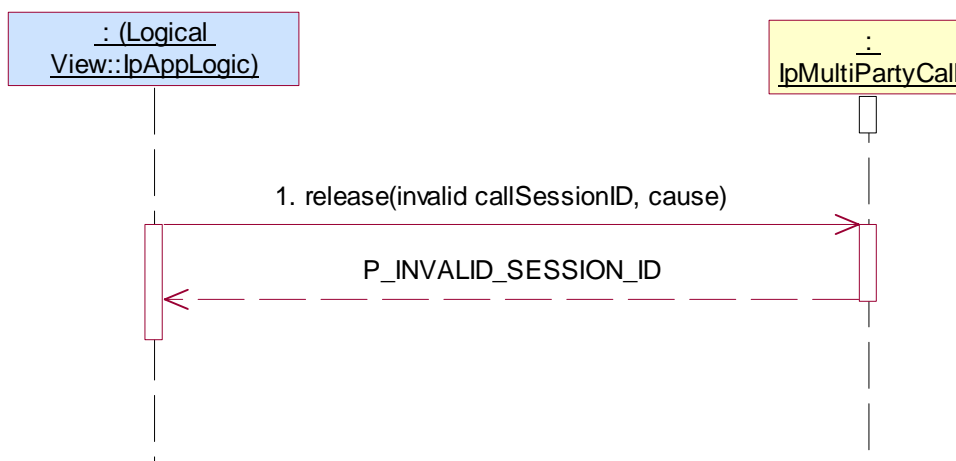 : (Logical
View::IpAppLogic)
:
IpMultiPartyCall
1. release(invalid callSessionID, cause)
P_INVALID_SESSION_ID